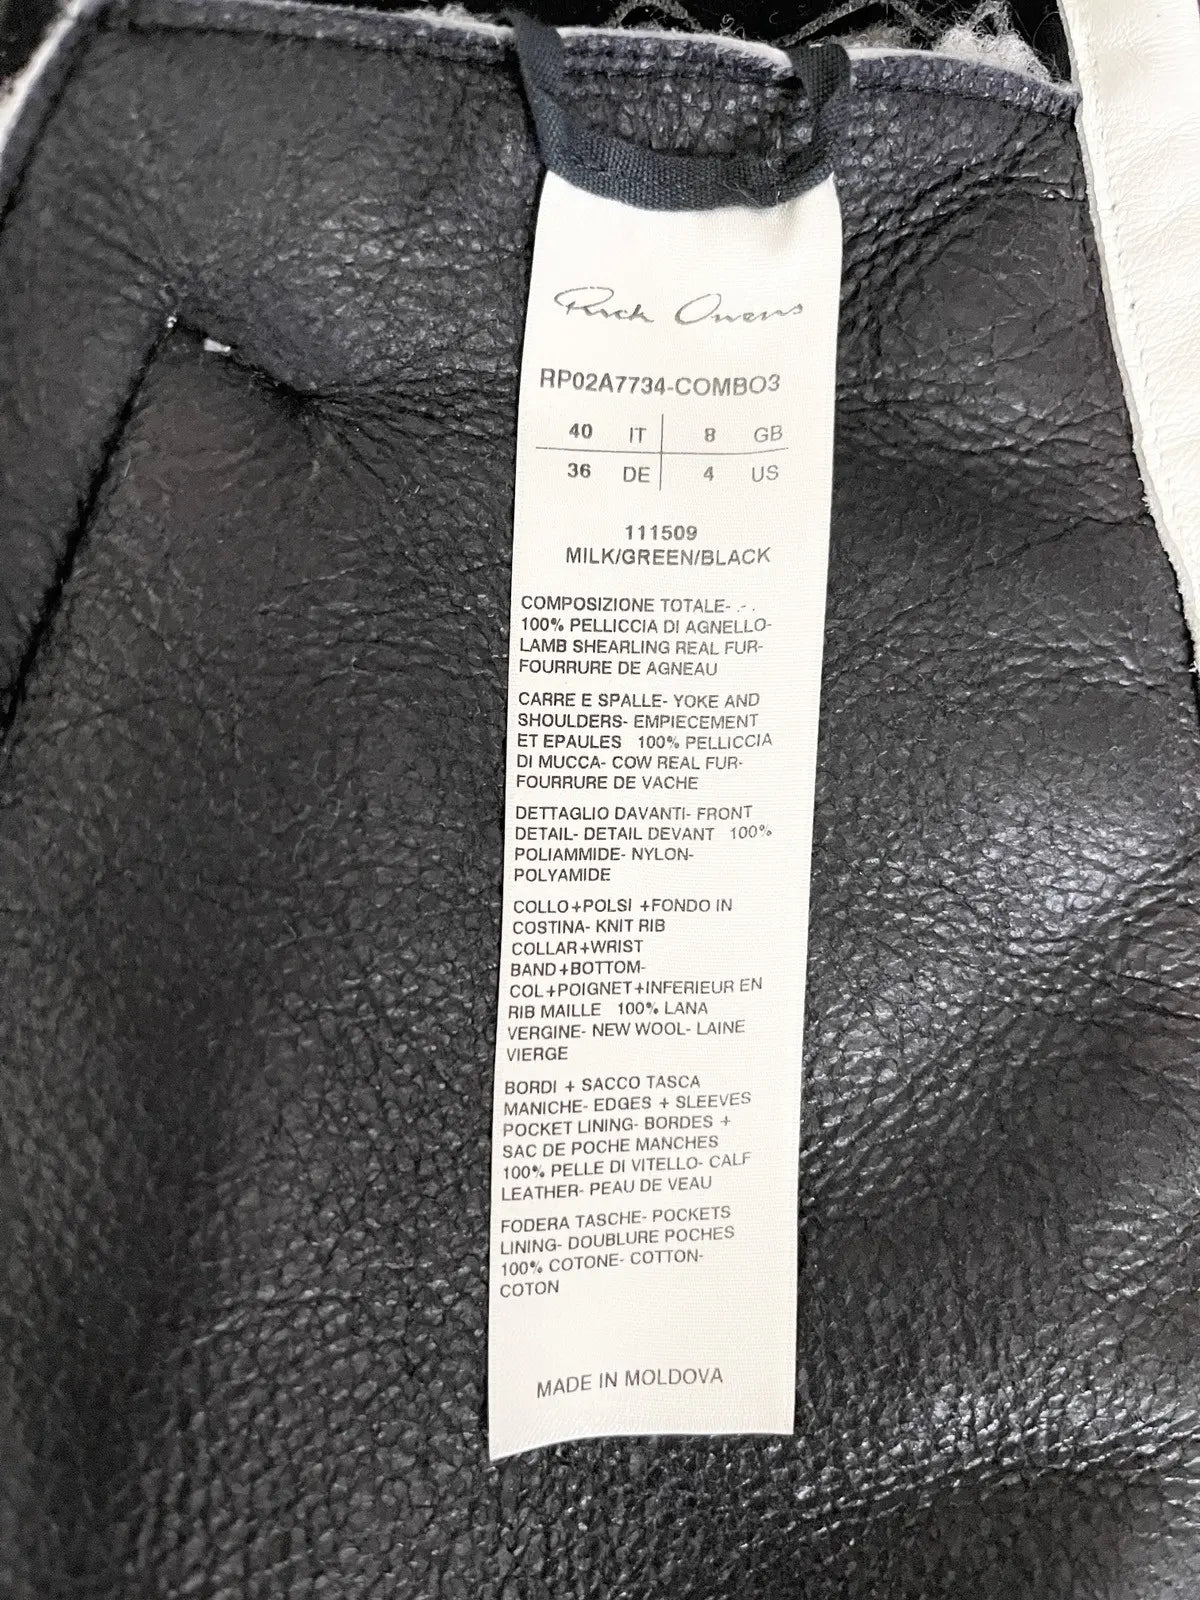 Rick Owens
RP02A7734-COMBO3
40 IT 8 GB
36 DE 4 US
111509
MILK/GREEN/BLACK
COMPOSIZIONE TOTALE-
100% PELLICCIA DI AGNELLO-
LAMB SHEARLING REAL FUR-
FOURRURE DE AGNEAU
CARRE E SPALLE- YOKE AND
SHOULDERS- EMPIECEMENT
ET EPAULES 100% PELLICCIA
DI MUCCA- COW REAL FUR-
FOURRURE DE VACHE
DETTAGLIO DAVANTI- FRONT
DETAIL- DETAIL DEVANT 100%
POLIAMMIDE- NYLON-
POLYAMIDE
COLLO+POLSI +FONDO IN
COSTINA- KNIT RIB
COLLAR+WRIST
BAND+BOTTOM-
COL+POIGNET+INFERIEUR EN
RIB MAILLE 100% LANA
VERGINE- NEW WOOL- LAINE
VIERGE
BORDI + SACCO TASCA
MANICHE- EDGES + SLEEVES
POCKET LINING- BORDES +
SAC DE POCHE MANCHES
100% PELLE DI VITELLO- CALF
LEATHER- PEAU DE VEAU
FODERA TASCHE- POCKETS
LINING- DOUBLURE POCHES
100% COTONE- COTTON-
COTON
MADE IN MOLDOVA